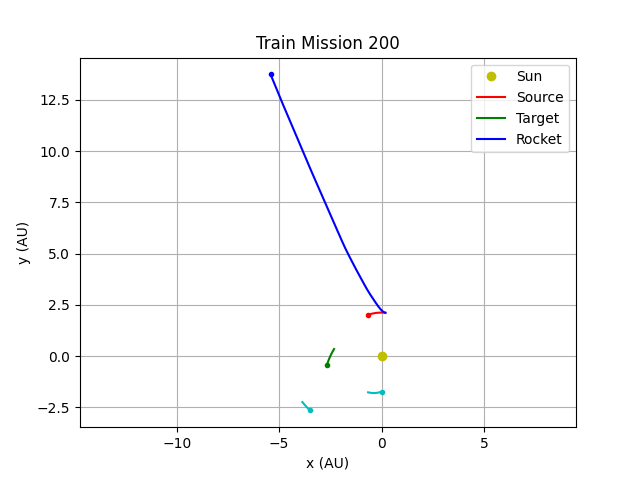 Train Mission 200
Sun
Source
Target
Rocket
12.5
10.0
7.5
5.0
2.5
0.0
−2.5
y (AU)
−10
−5
0
5
x (AU)